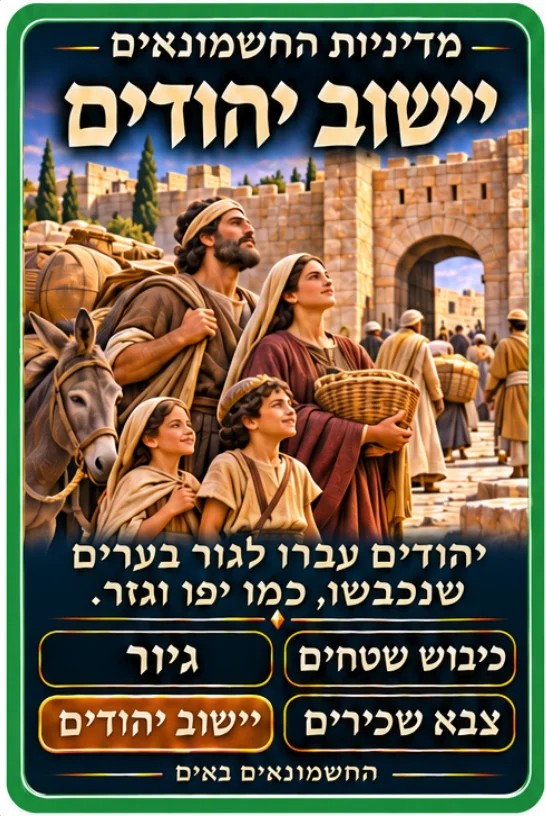 מדיניות החשמונאים
יישוב יהודים
יהודים עברו לגור בערים
שנכבשו, כמו יפו וגזר.
כיבוש שטחים
גיור
צבא שכירים
יישוב יהודים
החשמונאים באים